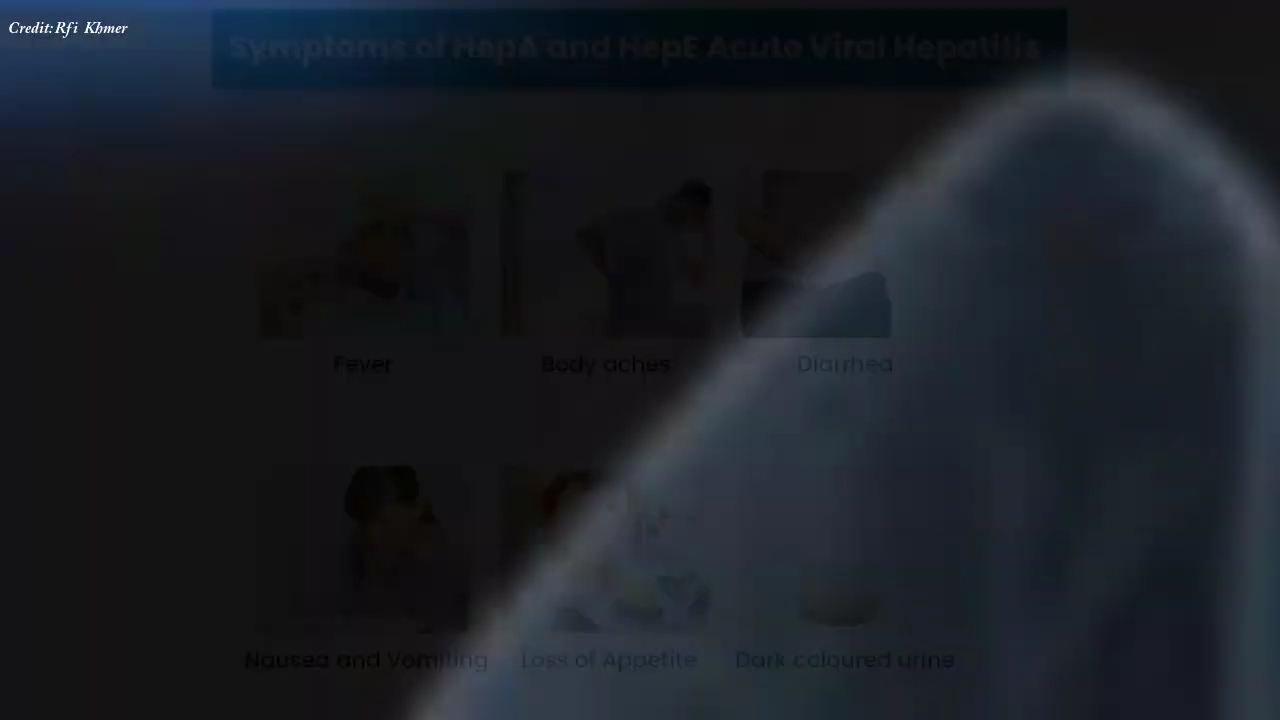 Credit:Rfi Khmer
Symptoms of HepA and HepE Acute Viral Hepatitis
Fever
Body aches
Diarrhea
Nausea and Vomiting
Loss of Appetite
Dark coloured urine